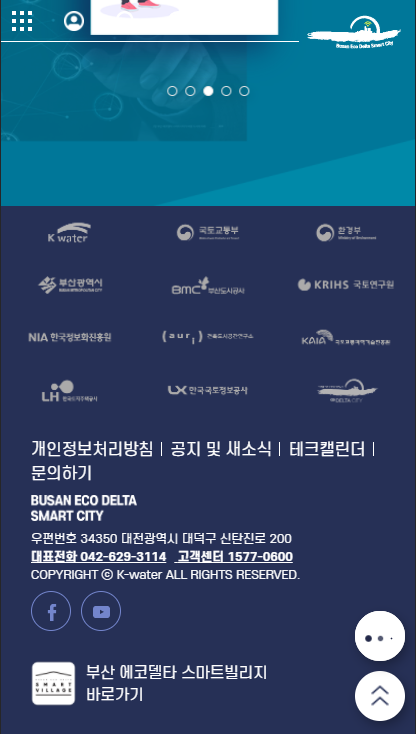 BUSAN Eco Delta Smart City
K water
국토교통부
환경부
Ministry of Environment
부산광역시
BUSAN METROPOLITAN CITY
BMC 부산도시공사
KRIHS 국토연구원
NIA 한국정보화진흥원
( a u r i ) 건축도시공간연구소
KAIA 국토교통과학기술진흥원
LH 한국토지주택공사
LX 한국국토정보공사
DELTA CITY
개인정보처리방침 | 공지 및 새소식 | 테크캘린더 |
문의하기
BUSAN ECO DELTA
SMART CITY
우편번호 34350 대전광역시 대덕구 신탄진로 200
대표전화 042-629-3114 고객센터 1577-0600
COPYRIGHT ⓒ K-water ALL RIGHTS RESERVED.
SMART
VILLAGE
부산 에코델타 스마트빌리지
바로가기